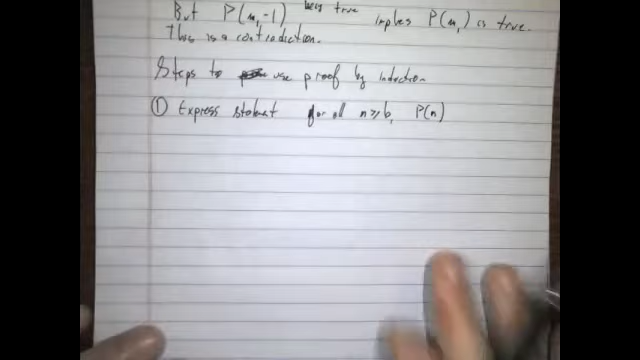 But P(m,-1) being true implies P(m,) is true.
This is a contradiction.
Steps to use proof by induction
① Express statement for all n ≥ b, P(n)